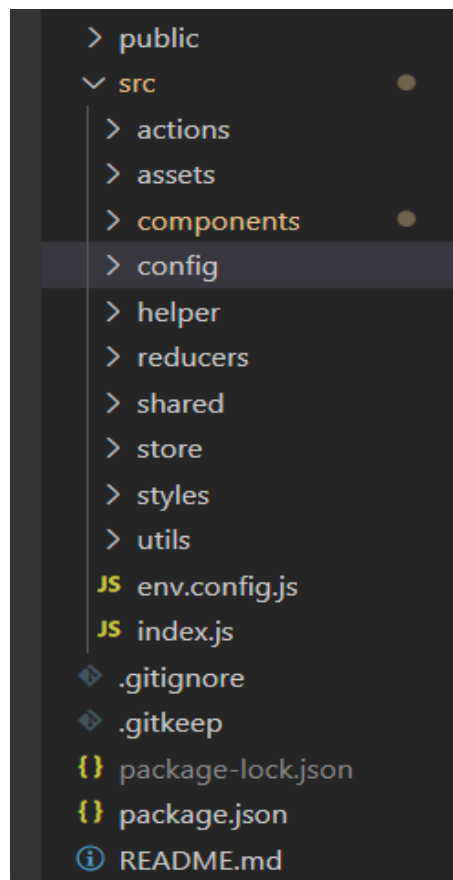 public
src
actions
assets
components
config
helper
reducers
shared
store
styles
utils
JS env.config.js
JS index.js
.gitignore
.gitkeep
{} package-lock.json
{} package.json
README.md